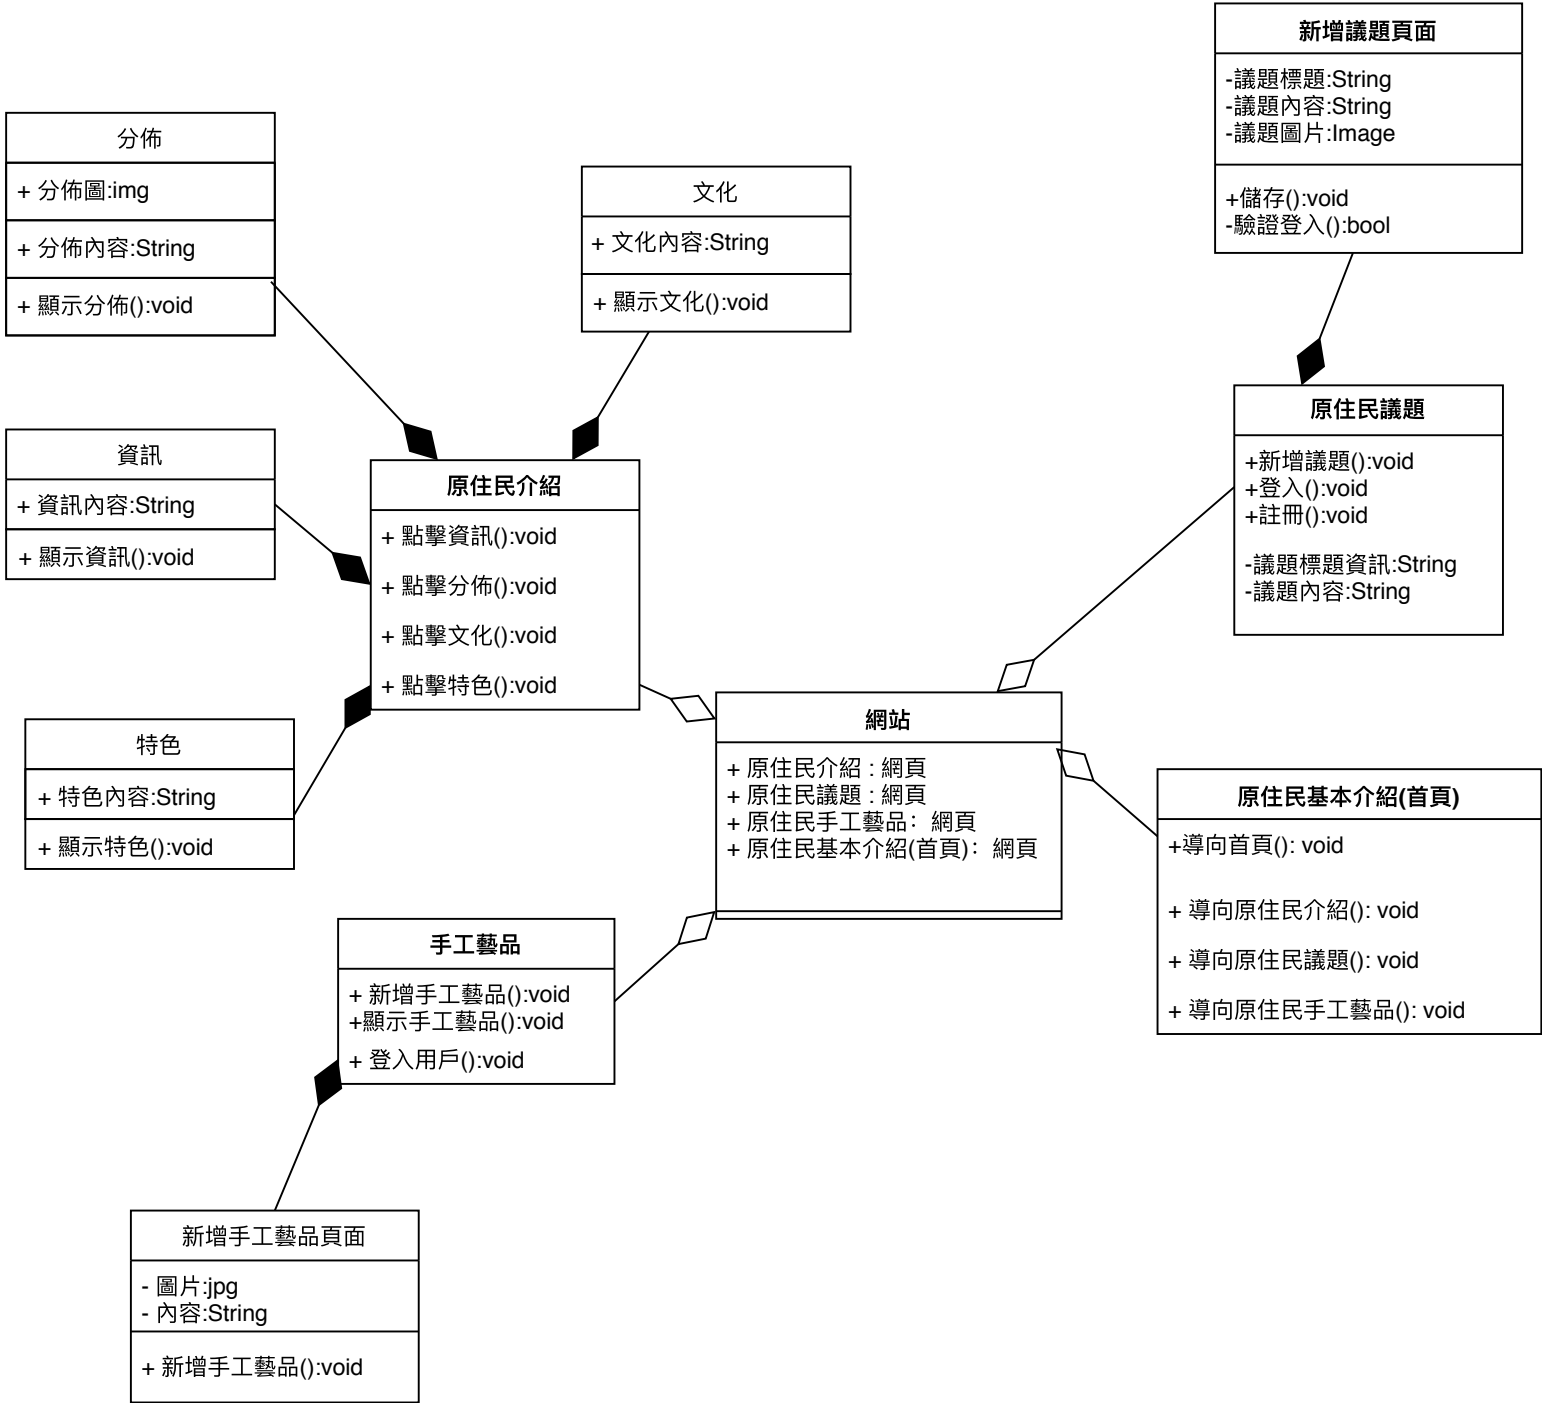 新增議題頁面
-議題標題:String
-議題內容:String
-議題圖片:Image
+儲存():void
-驗證登入():bool
分佈
+ 分佈圖:img
+ 分佈內容:String
+ 顯示分佈():void
文化
+ 文化內容:String
+ 顯示文化():void
原住民議題
+新增議題():void
+登入():void
+註冊():void
-議題標題資訊:String
-議題內容:String
資訊
+ 資訊內容:String
+ 顯示資訊():void
原住民介紹
+ 點擊資訊():void
+ 點擊分佈():void
+ 點擊文化():void
+ 點擊特色():void
特色
+ 特色內容:String
+ 顯示特色():void
網站
+ 原住民介紹 : 網頁
+ 原住民議題 : 網頁
+ 原住民手工藝品：網頁
+ 原住民基本介紹(首頁)：網頁
原住民基本介紹(首頁)
+導向首頁(): void
+ 導向原住民介紹(): void
+ 導向原住民議題(): void
+ 導向原住民手工藝品(): void
手工藝品
+ 新增手工藝品():void
+顯示手工藝品():void
+ 登入用戶():void
新增手工藝品頁面
- 圖片:jpg
- 內容:String
+ 新增手工藝品():void